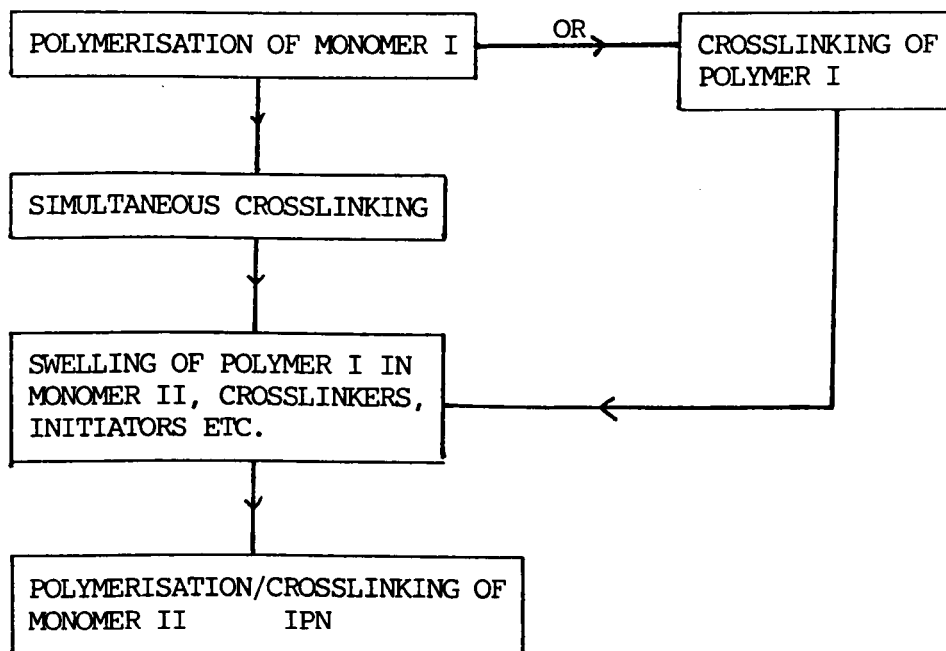 POLYMERISATION OF MONOMER I
OR
CROSSLINKING OF
POLYMER I
SIMULTANEOUS CROSSLINKING
SWELLING OF POLYMER I IN
MONOMER II, CROSSLINKERS,
INITIATORS ETC.
POLYMERISATION/CROSSLINKING OF
MONOMER II IPN